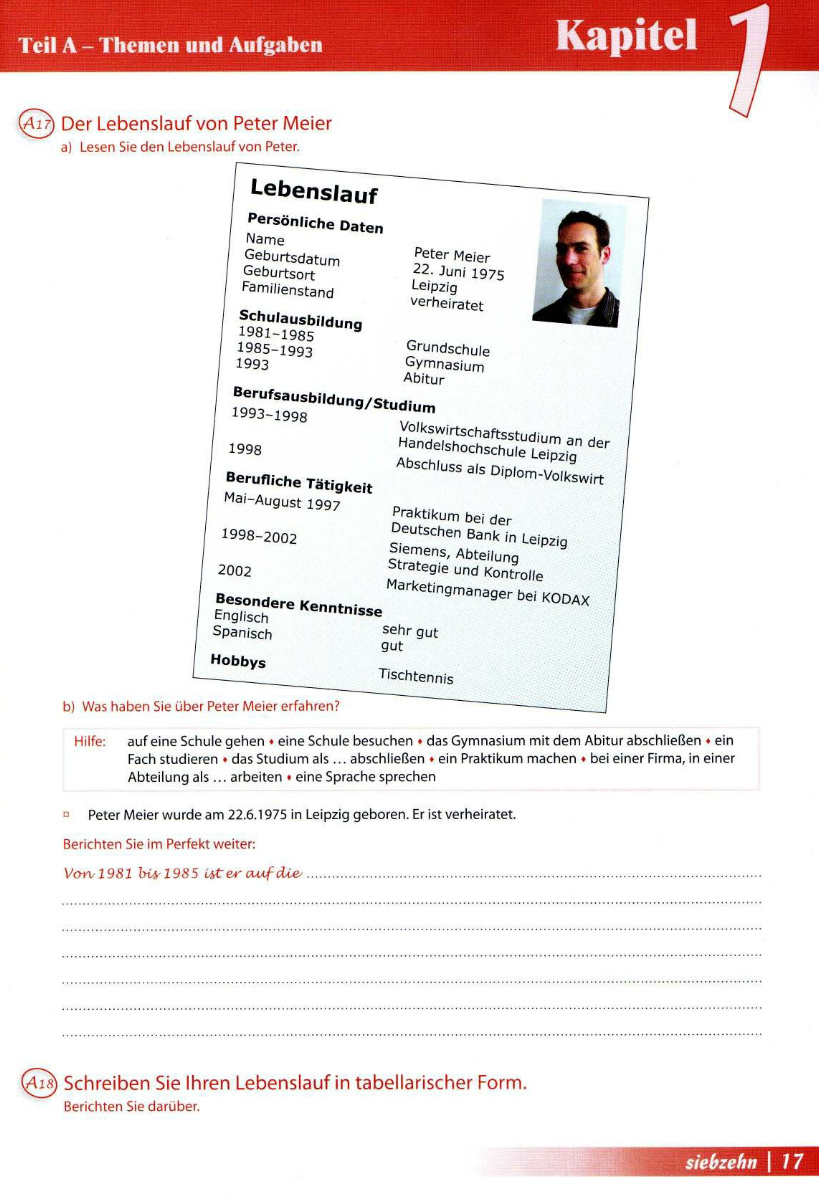 Teil A – Themen und Aufgaben
Kapitel 1
A17 Der Lebenslauf von Peter Meier
a) Lesen Sie den Lebenslauf von Peter.
Lebenslauf
Persönliche Daten
Name Peter Meier
Geburtsdatum 22. Juni 1975
Geburtsort Leipzig
Familienstand verheiratet
Schulausbildung
1981–1985 Grundschule
1985–1993 Gymnasium
1993 Abitur
Berufsausbildung/Studium
1993–1998 Volkswirtschaftsstudium an der
Handelshochschule Leipzig
1998 Abschluss als Diplom-Volkswirt
Berufliche Tätigkeit
Mai–August 1997 Praktikum bei der
Deutschen Bank in Leipzig
1998–2002 Siemens, Abteilung
Strategie und Kontrolle
2002 Marketingmanager bei KODAX
Besondere Kenntnisse
Englisch sehr gut
Spanisch gut
Hobbys Tischtennis
b) Was haben Sie über Peter Meier erfahren?
Hilfe: auf eine Schule gehen ♦ eine Schule besuchen ♦ das Gymnasium mit dem Abitur abschließen ♦ ein
Fach studieren ♦ das Studium als … abschließen ♦ ein Praktikum machen ♦ bei einer Firma, in einer
Abteilung als … arbeiten ♦ eine Sprache sprechen
▫ Peter Meier wurde am 22.6.1975 in Leipzig geboren. Er ist verheiratet.
Berichten Sie im Perfekt weiter:
Von 1981 bis 1985 ist er auf die
A18 Schreiben Sie Ihren Lebenslauf in tabellarischer Form.
Berichten Sie darüber.
siebzehn | 17